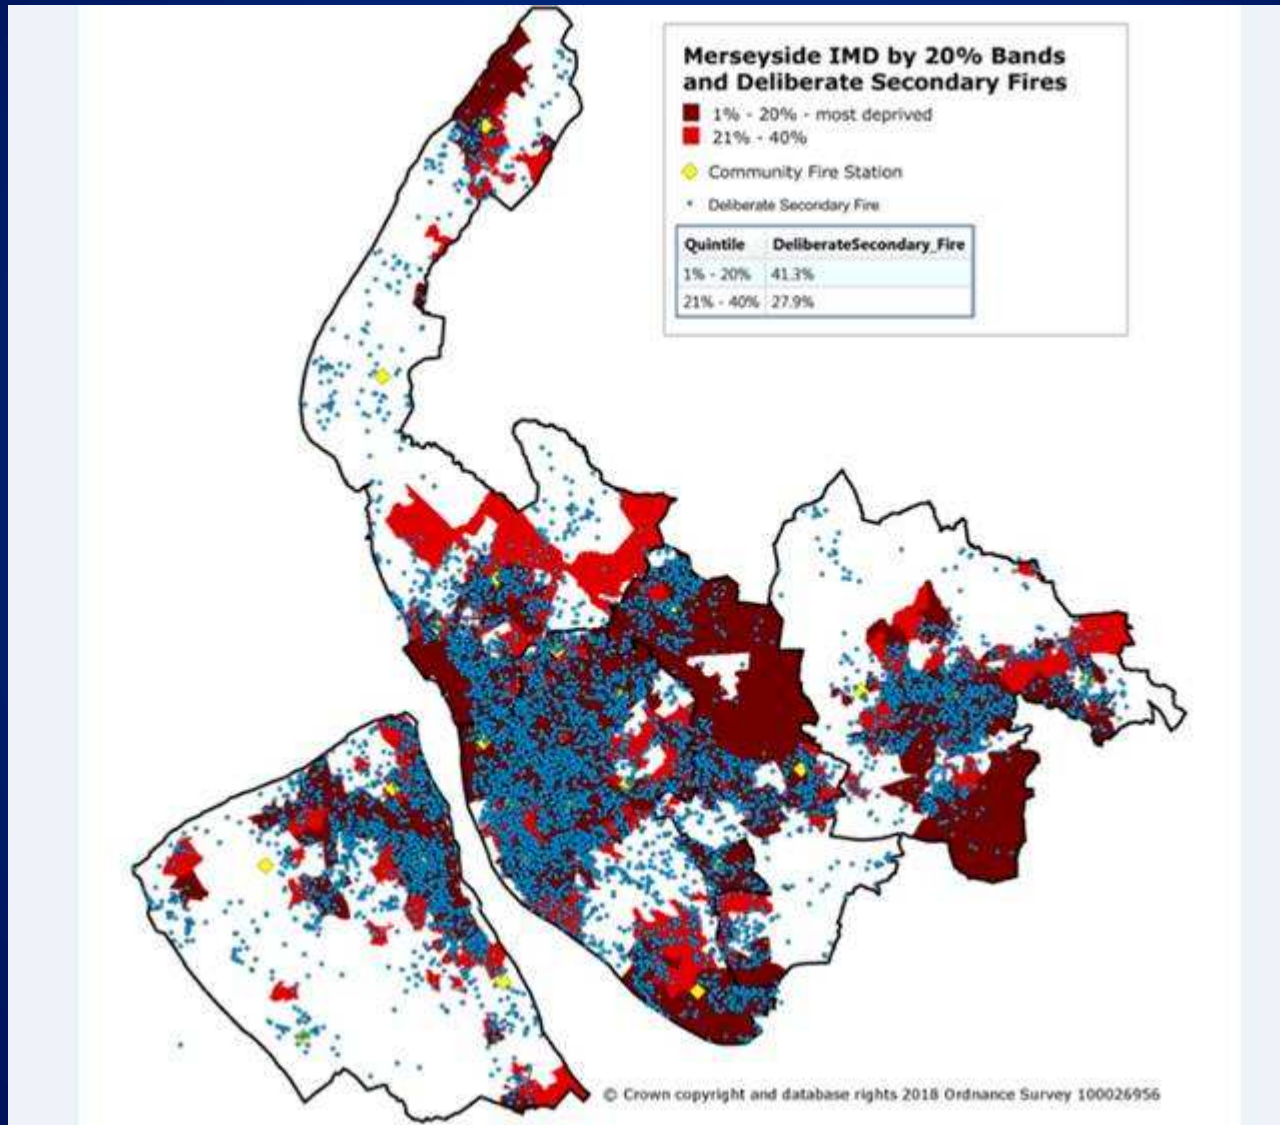 Merseyside IMD by 20% Bands
and Deliberate Secondary Fires
1% - 20% - most deprived
21% - 40%
Community Fire Station
Deliberate Secondary Fire
Quintile DeliberateSecondary_Fire
1% - 20% 41.3%
21% - 40% 27.9%
© Crown copyright and database rights 2018 Ordnance Survey 100026956